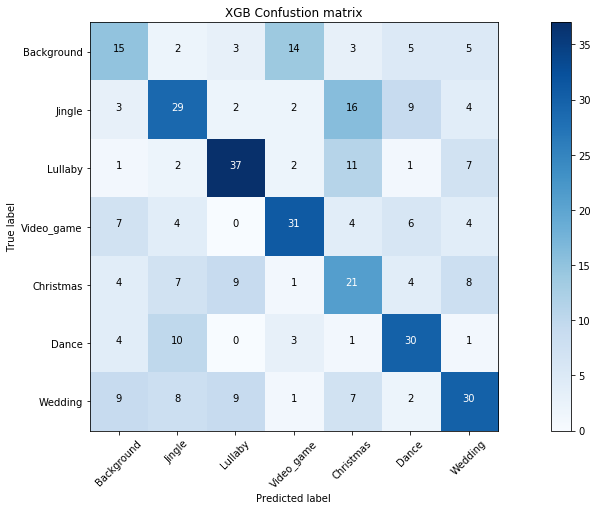 XGB Confustion matrix
Background 15 2 3 14 3 5 5
Jingle 3 29 2 2 16 9 4
Lullaby 1 2 37 2 11 1 7
Video_game 7 4 0 31 4 6 4
Christmas 4 7 9 1 21 4 8
Dance 4 10 0 3 1 30 1
Wedding 9 8 9 1 7 2 30
Background Jingle Lullaby Video_game Christmas Dance Wedding
True label
Predicted label
35
30
25
20
15
10
5
0